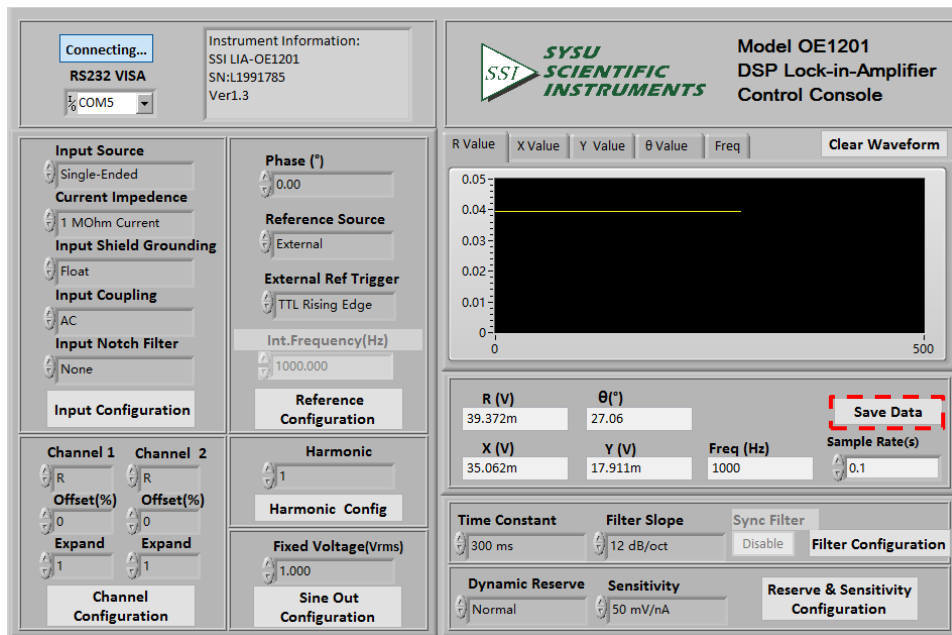 Connecting...
RS232 VISA
COM5
Instrument Information:
SSI LIA-OE1201
SN:L1991785
Ver1.3
SSI
SYSU
SCIENTIFIC
INSTRUMENTS
Model OE1201
DSP Lock-in-Amplifier
Control Console
Input Source
Single-Ended
Current Impedence
1 MOhm Current
Input Shield Grounding
Float
Input Coupling
AC
Input Notch Filter
None
Input Configuration
Phase (°)
0.00
Reference Source
External
External Ref Trigger
TTL Rising Edge
Int.Frequency(Hz)
1000.000
Reference
Configuration
Channel 1
R
Offset(%)
0
Expand
1
Channel 2
R
Offset(%)
0
Expand
1
Channel
Configuration
Harmonic
1
Harmonic Config
Fixed Voltage(Vrms)
1.000
Sine Out
Configuration
R Value X Value Y Value θ Value Freq
Clear Waveform
0.05
0.04
0.03
0.02
0.01
0
0 500
R (V)
39.372m
θ(°)
27.06
Save Data
X (V)
35.062m
Y (V)
17.911m
Freq (Hz)
1000
Sample Rate(s)
0.1
Time Constant
300 ms
Filter Slope
12 dB/oct
Sync Filter
Disable
Filter Configuration
Dynamic Reserve
Normal
Sensitivity
50 mV/nA
Reserve & Sensitivity
Configuration